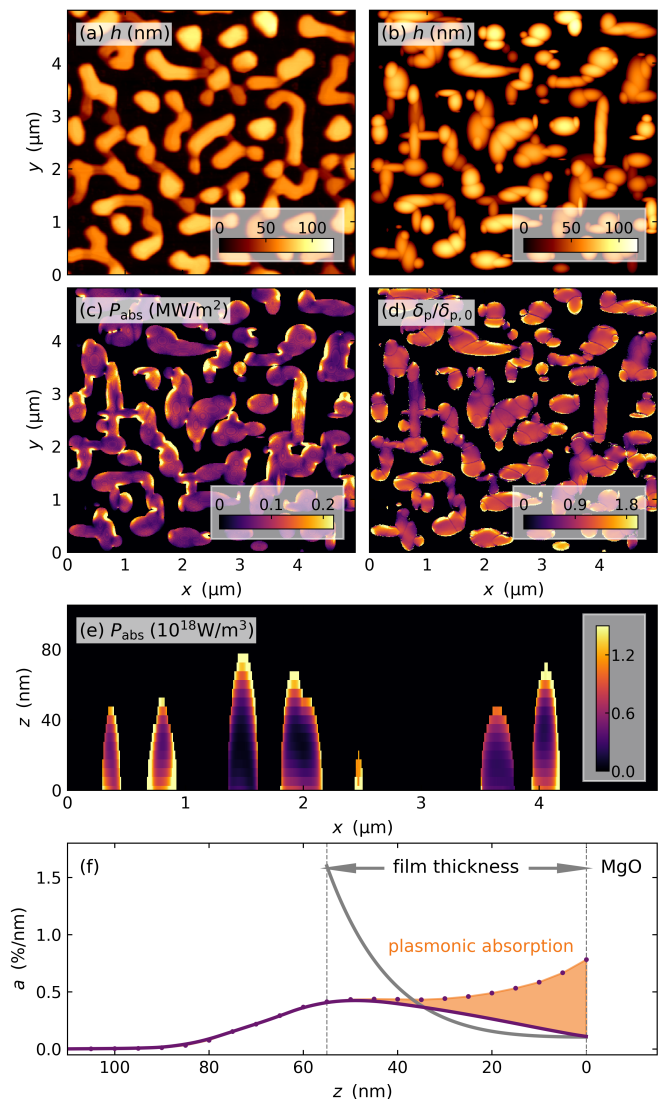 (a) h (nm)
(b) h (nm)
4
3
2
1
0
y (μm)
0 50 100
0 50 100
(c) P_abs (MW/m²)
(d) δ_p/δ_p,0
4
3
2
1
0
y (μm)
0 0.1 0.2
0 0.9 1.8
0 1 2 3 4
0 1 2 3 4
x (μm)
x (μm)
(e) P_abs (10¹⁸W/m³)
80
40
0
z (nm)
1.2
0.6
0.0
0 1 2 3 4
x (μm)
(f)
film thickness
MgO
plasmonic absorption
1.5
1.0
0.5
0.0
a (%/nm)
100 80 60 40 20 0
z (nm)